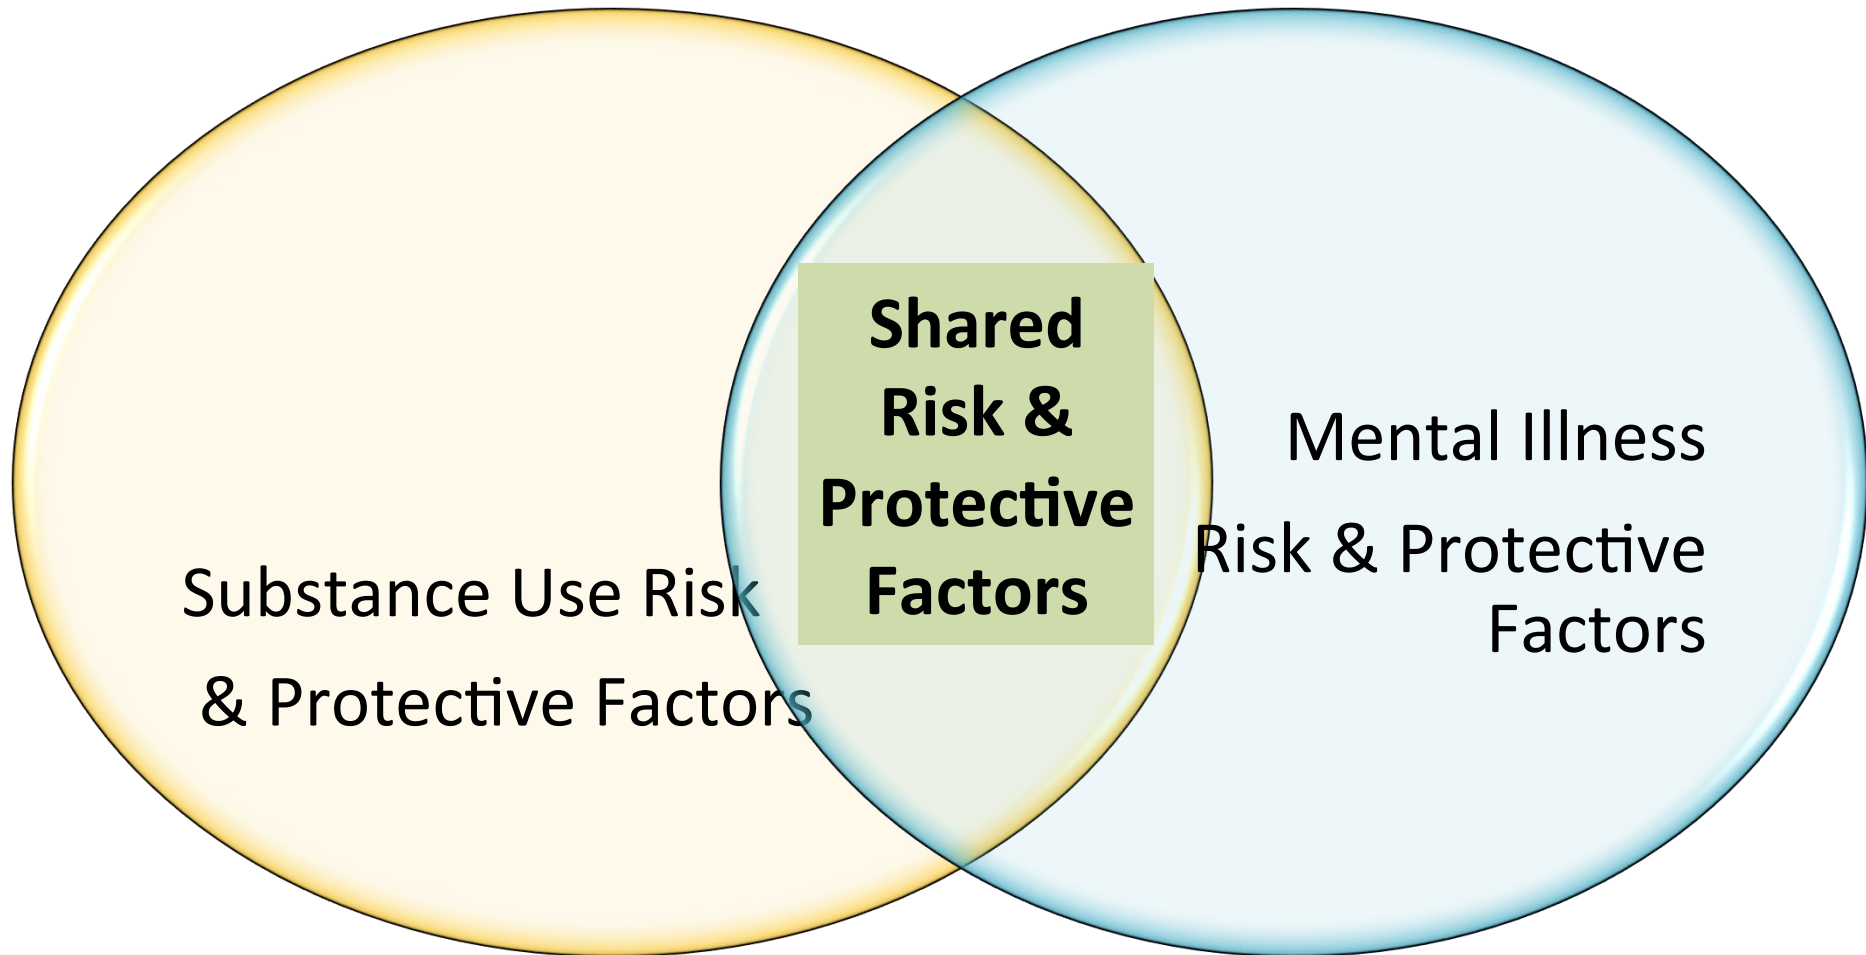 Substance Use Risk
& Protective Factors
Shared
Risk &
Protective
Factors
Mental Illness
Risk & Protective
Factors